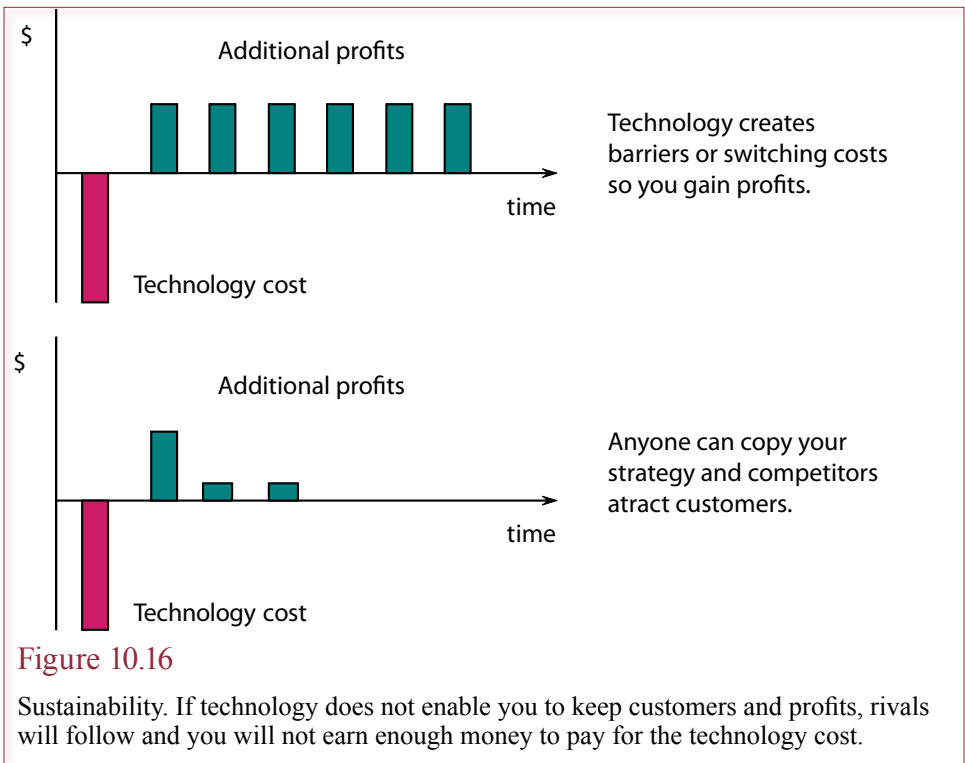 $
Additional profits
Technology creates
barriers or switching costs
so you gain profits.
time
Technology cost
$
Additional profits
Anyone can copy your
strategy and competitors
atract customers.
time
Technology cost
Figure 10.16
Sustainability. If technology does not enable you to keep customers and profits, rivals
will follow and you will not earn enough money to pay for the technology cost.